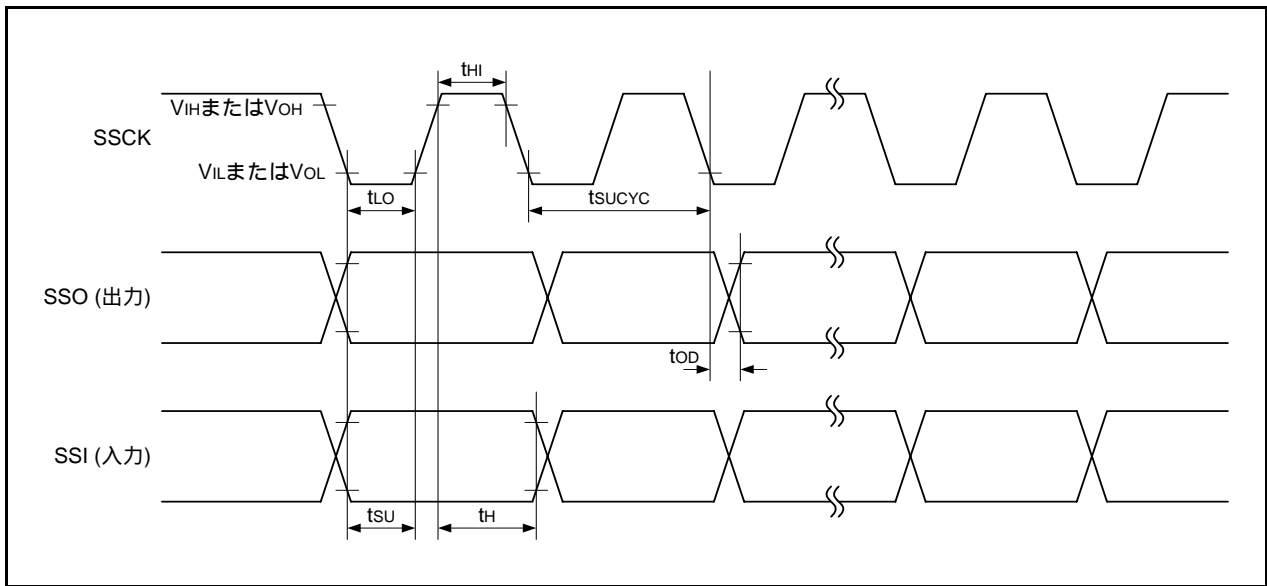 tHI
VIHまたはVOH
SSCK
VILまたはVOL
tLO
tSUCYC
SSO (出力)
tOD
SSI (入力)
tSU
tH